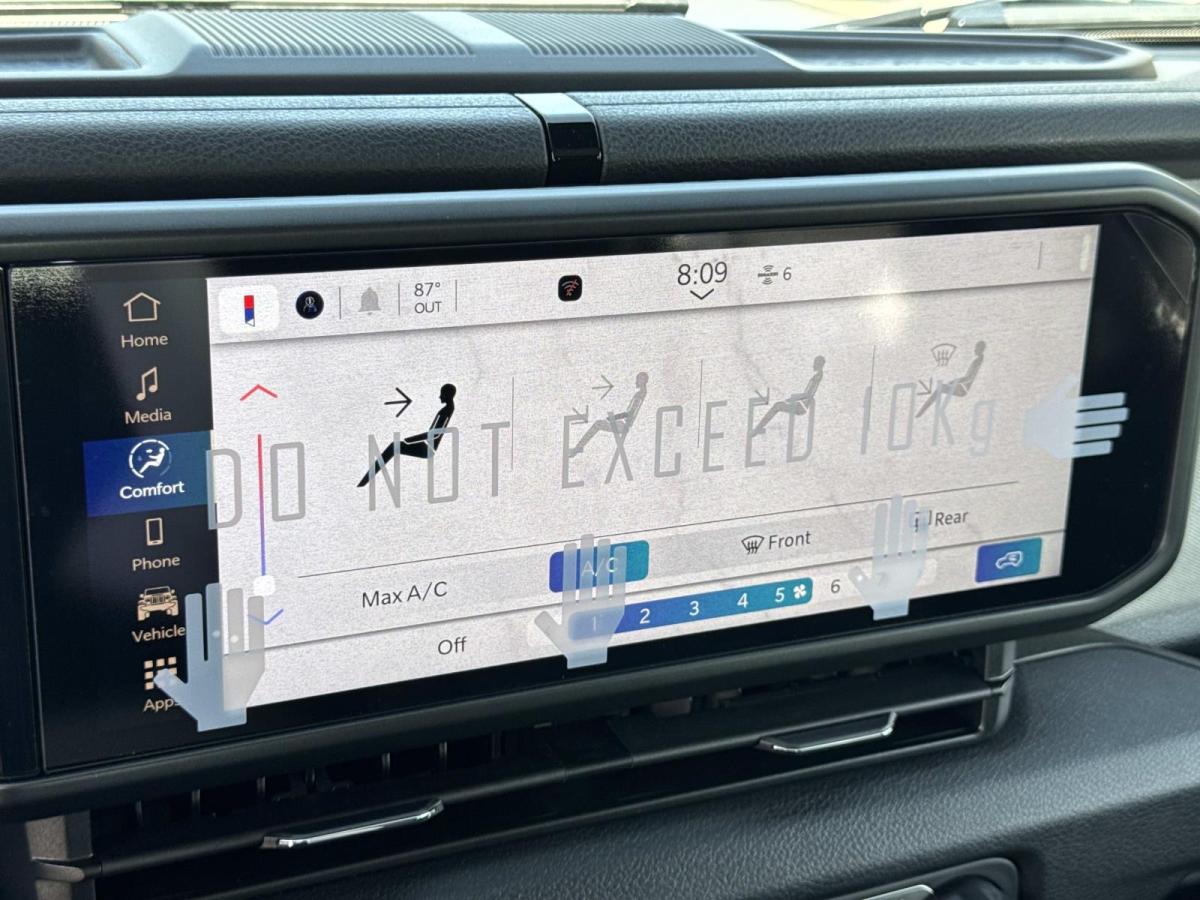 Home
Media
Comfort
Phone
Vehicle
Apps
87°
OUT
8:09
6
DO NOT EXCEED 10Kg
Front
Rear
Max A/C
A/C
Off
1 2 3 4 5 6